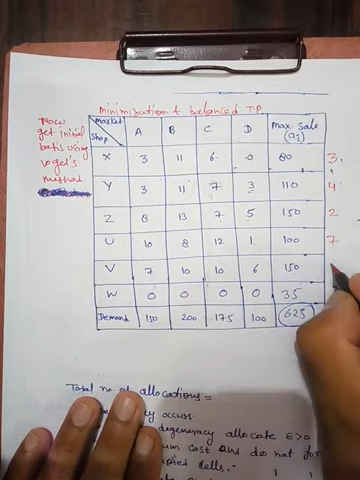 Minimization & balanced TP
Now
get initial
batis using
vogel's
method.
Market
Shop
A B C D Max. Sale (ai)
X 3 11 6 0 80 3
Y 3 11 7 3 110 4
Z 8 13 7 5 150 2
U 10 8 12 1 100 7
V 7 10 10 6 150
W 0 0 0 0 35
Demand 150 200 175 100 625
Total no. of allocations =
occurs:
degeneracy allocate
cost and do not for
cells.